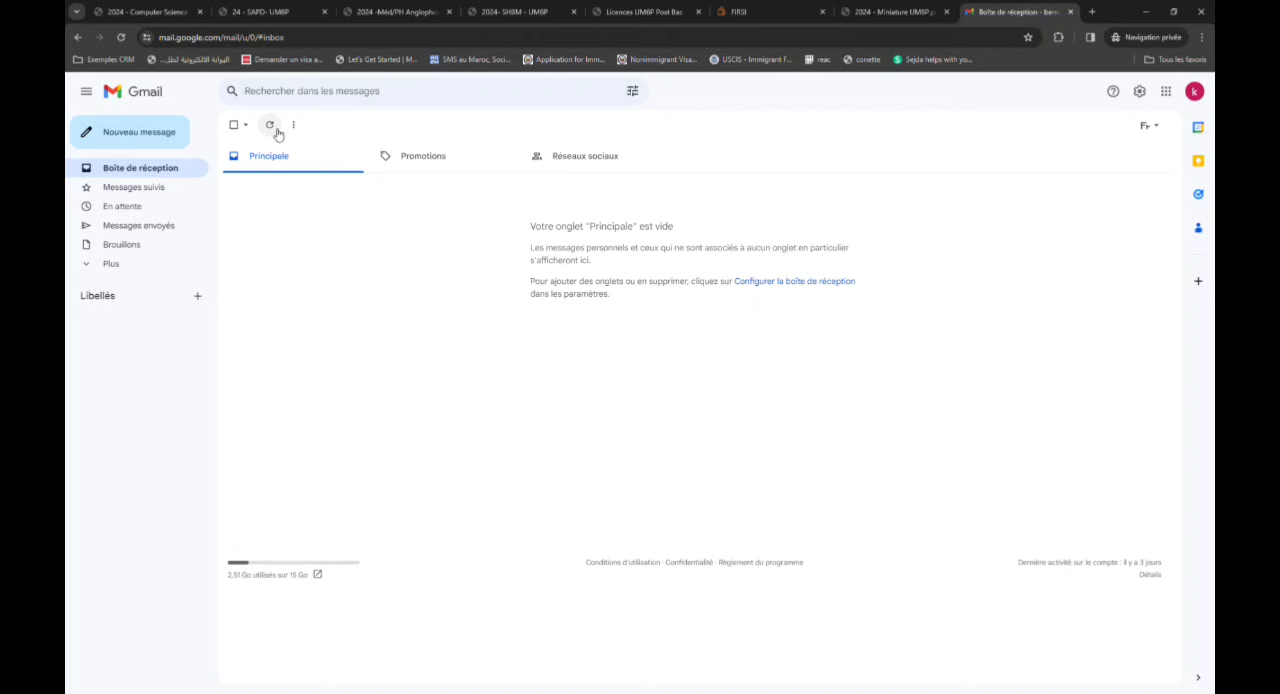 2024 - Computer Science
24 - SAPD- UM6P
2024 -Méd/PH Anglopho
2024- SHBM - UM6P
Licences UM6P Post Bac
FIRSI
2024 - Miniature UM6P.p
Boîte de réception - ben
mail.google.com/mail/u/0/#inbox
Navigation privée
Exemples CRM
البوابة الالكترونية لطل...
Demander un visa a...
Let's Get Started | M...
SMS au Maroc, Soci...
Application for Imm...
Nonimmigrant Visa...
USCIS - Immigrant F...
reac
conette
Sejda helps with yo...
Tous les favoris
Gmail
Rechercher dans les messages
k
Nouveau message
Fr
Principale
Promotions
Réseaux sociaux
Boîte de réception
Messages suivis
En attente
Messages envoyés
Brouillons
Plus
Libellés
Votre onglet "Principale" est vide
Les messages personnels et ceux qui ne sont associés à aucun onglet en particulier
s'afficheront ici.
Pour ajouter des onglets ou en supprimer, cliquez sur Configurer la boîte de réception
dans les paramètres.
2,51 Go utilisés sur 15 Go
Conditions d'utilisation · Confidentialité · Règlement du programme
Dernière activité sur le compte : il y a 3 jours
Détails